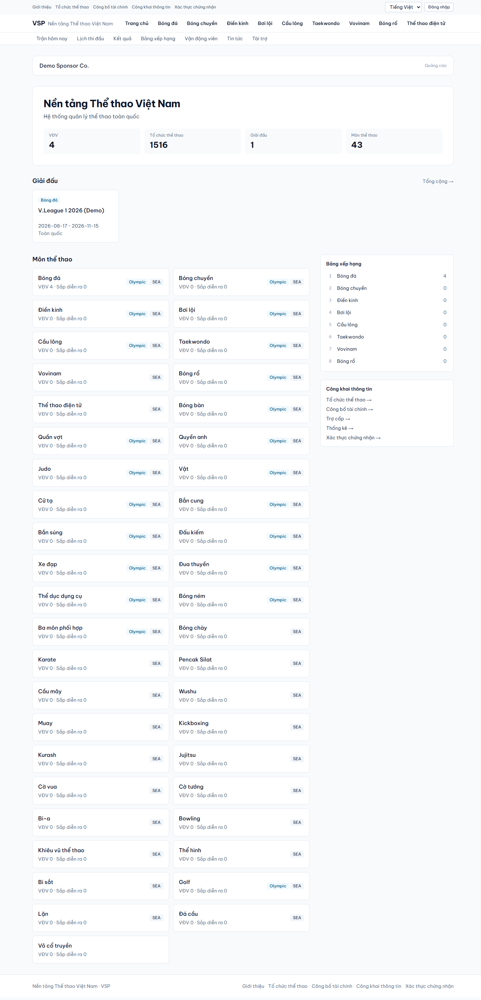 Giới thiệu Tổ chức thể thao Công bố tài chính Công khai thông tin Xác thực chứng nhận Tiếng Việt Đăng nhập
VSP Nền tảng Thể thao Việt Nam Trang chủ Bóng đá Bóng chuyền Điền kinh Bơi lội Cầu lông Taekwondo Vovinam Bóng rổ Thể thao điện tử
Trận hôm nay Lịch thi đấu Kết quả Bảng xếp hạng Vận động viên Tin tức Tài trợ
Demo Sponsor Co. Quảng cáo
Nền tảng Thể thao Việt Nam
Hệ thống quản lý thể thao toàn quốc
VĐV Tổ chức thể thao Giải đấu Môn thể thao
4 1516 1 43
Giải đấu Tổng cộng →
Bóng đá
V.League 1 2026 (Demo)
2026-08-17 - 2026-11-15
Toàn quốc
Môn thể thao
Bóng đá
VĐV 4 · Sắp diễn ra 0
Olympic SEA
Bóng chuyền
VĐV 0 · Sắp diễn ra 0
Olympic SEA
Điền kinh
VĐV 0 · Sắp diễn ra 0
Olympic SEA
Bơi lội
VĐV 0 · Sắp diễn ra 0
Olympic SEA
Cầu lông
VĐV 0 · Sắp diễn ra 0
Olympic SEA
Taekwondo
VĐV 0 · Sắp diễn ra 0
Olympic SEA
Vovinam
VĐV 0 · Sắp diễn ra 0
SEA
Bóng rổ
VĐV 0 · Sắp diễn ra 0
Olympic SEA
Thể thao điện tử
VĐV 0 · Sắp diễn ra 0
SEA
Bóng bàn
VĐV 0 · Sắp diễn ra 0
Olympic SEA
Quần vợt
VĐV 0 · Sắp diễn ra 0
Olympic SEA
Quyền anh
VĐV 0 · Sắp diễn ra 0
Olympic SEA
Judo
VĐV 0 · Sắp diễn ra 0
Olympic SEA
Vật
VĐV 0 · Sắp diễn ra 0
Olympic SEA
Cử tạ
VĐV 0 · Sắp diễn ra 0
Olympic SEA
Bắn cung
VĐV 0 · Sắp diễn ra 0
Olympic SEA
Bắn súng
VĐV 0 · Sắp diễn ra 0
Olympic SEA
Đấu kiếm
VĐV 0 · Sắp diễn ra 0
Olympic SEA
Xe đạp
VĐV 0 · Sắp diễn ra 0
Olympic SEA
Đua thuyền
VĐV 0 · Sắp diễn ra 0
Olympic SEA
Thể dục dụng cụ
VĐV 0 · Sắp diễn ra 0
Olympic SEA
Bóng ném
VĐV 0 · Sắp diễn ra 0
Olympic SEA
Ba môn phối hợp
VĐV 0 · Sắp diễn ra 0
Olympic SEA
Bóng chày
VĐV 0 · Sắp diễn ra 0
SEA
Karate
VĐV 0 · Sắp diễn ra 0
SEA
Pencak Silat
VĐV 0 · Sắp diễn ra 0
SEA
Cầu mây
VĐV 0 · Sắp diễn ra 0
SEA
Wushu
VĐV 0 · Sắp diễn ra 0
SEA
Muay
VĐV 0 · Sắp diễn ra 0
SEA
Kickboxing
VĐV 0 · Sắp diễn ra 0
SEA
Kurash
VĐV 0 · Sắp diễn ra 0
SEA
Jujitsu
VĐV 0 · Sắp diễn ra 0
SEA
Cờ vua
VĐV 0 · Sắp diễn ra 0
SEA
Cờ tướng
VĐV 0 · Sắp diễn ra 0
SEA
Bi-a
VĐV 0 · Sắp diễn ra 0
SEA
Bowling
VĐV 0 · Sắp diễn ra 0
SEA
Khiêu vũ thể thao
VĐV 0 · Sắp diễn ra 0
SEA
Thể hình
VĐV 0 · Sắp diễn ra 0
SEA
Bi sắt
VĐV 0 · Sắp diễn ra 0
SEA
Golf
VĐV 0 · Sắp diễn ra 0
Olympic SEA
Lặn
VĐV 0 · Sắp diễn ra 0
SEA
Đá cầu
VĐV 0 · Sắp diễn ra 0
SEA
Võ cổ truyền
VĐV 0 · Sắp diễn ra 0
Bảng xếp hạng
1 Bóng đá 4
2 Bóng chuyền 0
3 Điền kinh 0
4 Bơi lội 0
5 Cầu lông 0
6 Taekwondo 0
7 Vovinam 0
8 Bóng rổ 0
Công khai thông tin
Tổ chức thể thao →
Công bố tài chính →
Trợ cấp →
Thống kê →
Xác thực chứng nhận →
Nền tảng Thể thao Việt Nam · VSP Giới thiệu Tổ chức thể thao Công bố tài chính Công khai thông tin Xác thực chứng nhận